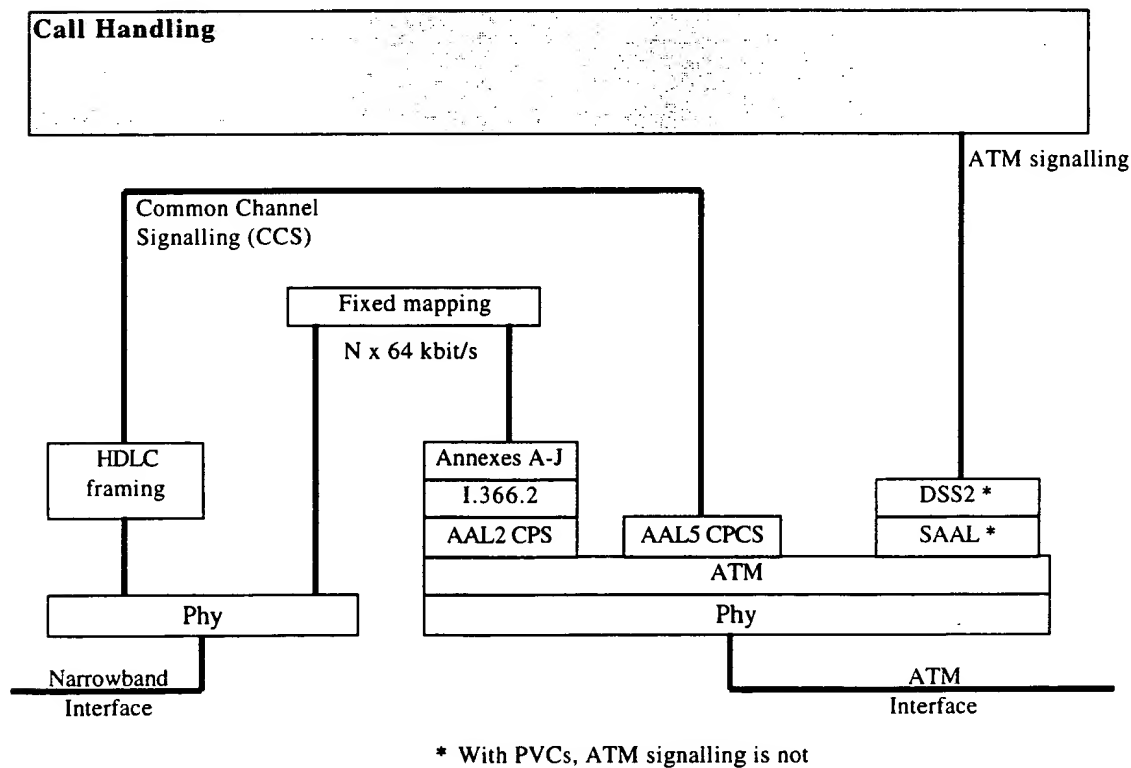 Call Handling
ATM signalling
Common Channel
Signalling (CCS)
Fixed mapping
N x 64 kbit/s
HDLC
framing
Annexes A-J
I.366.2
AAL2 CPS
AAL5 CPCS
DSS2 *
SAAL *
ATM
Phy
Phy
Narrowband
Interface
ATM
Interface
* With PVCs, ATM signalling is not